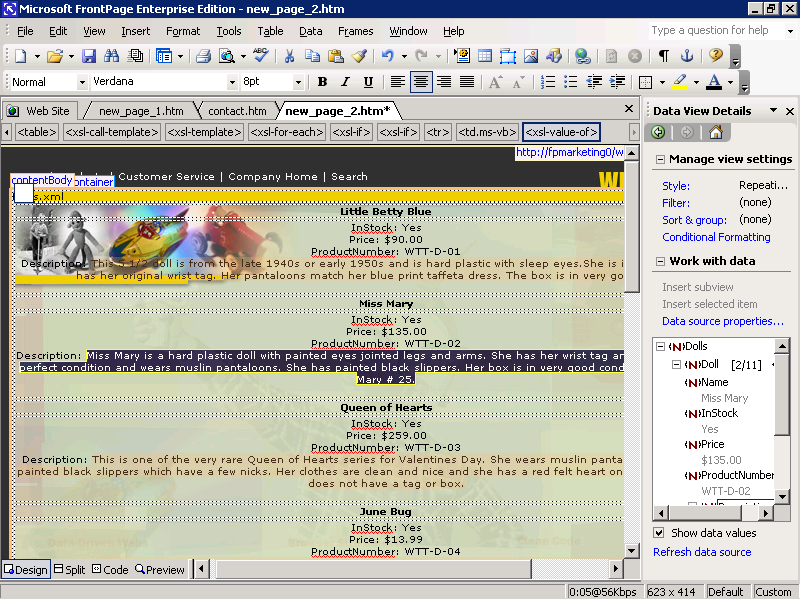 Microsoft FrontPage Enterprise Edition - new_page_2.htm
File Edit View Insert Format Tools Table Data Frames Window Help
Type a question for help
Normal Verdana 8pt B I U
Web Site new_page_1.htm contact.htm new_page_2.htm*
<table> <xsl-call-template> <xsl-template> <xsl-for-each> <xsl-if> <xsl-if> <tr> <td.ms-vb> <xsl-value-of>
http://fpmarketing0/w
Customer Service | Company Home | Search
contentBody ontainer
s.xml
Little Betty Blue
InStock: Yes
Price: $90.00
ProductNumber: WTT-D-01
Description: This 5 1/2 doll is from the late 1940s or early 1950s and is hard plastic with sleep eyes.She is i
has her original wrist tag. Her pantaloons match her blue print taffeta dress. The box is in very go
Miss Mary
InStock: Yes
Price: $135.00
ProductNumber: WTT-D-02
Description: Miss Mary is a hard plastic doll with painted eyes jointed legs and arms. She has her wrist tag an
perfect condition and wears muslin pantaloons. She has painted black slippers. Her box is in very good cond
Mary # 25.
Queen of Hearts
InStock: Yes
Price: $259.00
ProductNumber: WTT-D-03
Description: This is one of the very rare Queen of Hearts series for Valentines Day. She wears muslin panta
painted black slippers which have a few nicks. Her clothes are clean and nice and she has a red felt heart on
does not have a tag or box.
June Bug
InStock: Yes
Price: $13.99
ProductNumber: WTT-D-04
Design Split Code Preview
Data View Details
Manage view settings
Style: Repeati...
Filter: (none)
Sort & group: (none)
Conditional Formatting
Work with data
Insert subview
Insert selected item
Data source properties...
Dolls
Doll [2/11]
Name
Miss Mary
InStock
Yes
Price
$135.00
ProductNumber
WTT-D-02
Show data values
Refresh data source
0:05@56Kbps 623 x 414 Default Custom